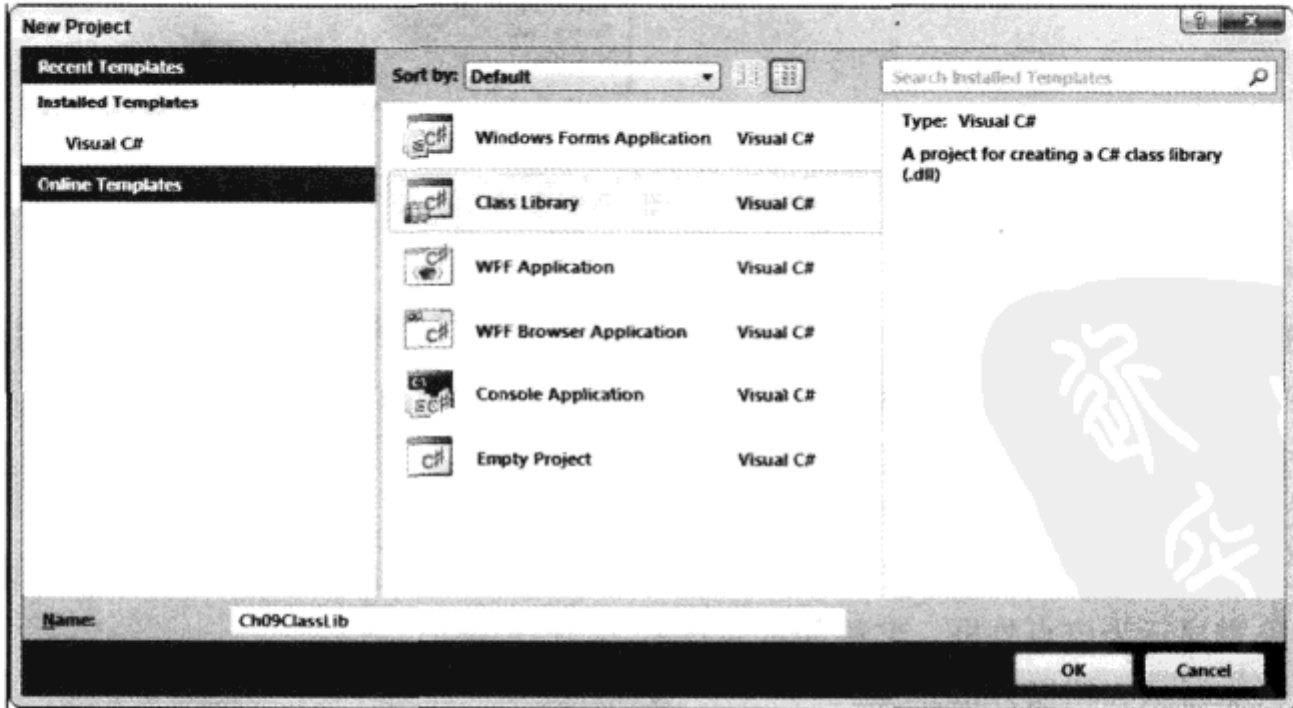 New Project
Recent Templates
Installed Templates
Visual C#
Online Templates
Sort by: Default
Search Installed Templates
Windows Forms Application Visual C#
Class Library Visual C#
WFF Application Visual C#
WFF Browser Application Visual C#
Console Application Visual C#
Empty Project Visual C#
Type: Visual C#
A project for creating a C# class library
(.dll)
Name: Ch09ClassLib
OK Cancel